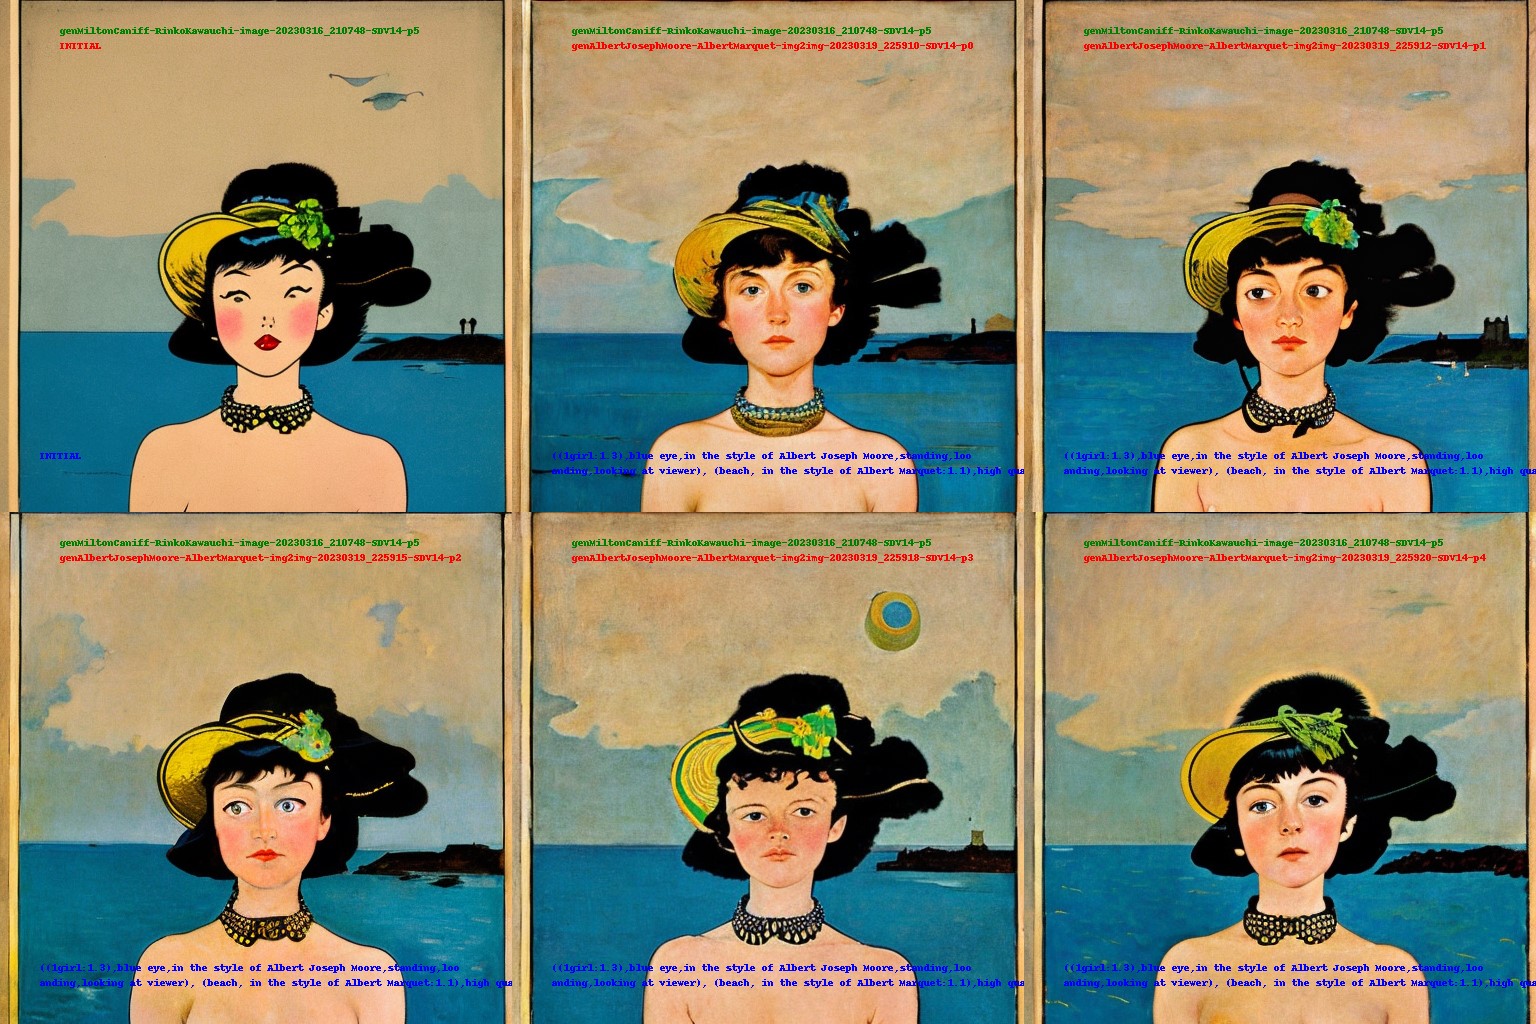 genMiltonCaniff-RinkoKawauchi-image-20230316_210748-SDV14-p5
INITIAL
INITIAL
genMiltonCaniff-RinkoKawauchi-image-20230316_210748-SDV14-p5
genAlbertJosephMoore-AlbertMarquet-img2img-20230319_225910-SDV14-p0
((1girl:1.3),blue eye,in the style of Albert Joseph Moore,standing,loo
anding,looking at viewer), (beach, in the style of Albert Marquet:1.1),high qua
genMiltonCaniff-RinkoKawauchi-image-20230316_210748-SDV14-p5
genAlbertJosephMoore-AlbertMarquet-img2img-20230319_225912-SDV14-p1
((1girl:1.3),blue eye,in the style of Albert Joseph Moore,standing,loo
anding,looking at viewer), (beach, in the style of Albert Marquet:1.1),high qua
genMiltonCaniff-RinkoKawauchi-image-20230316_210748-SDV14-p5
genAlbertJosephMoore-AlbertMarquet-img2img-20230319_225915-SDV14-p2
((1girl:1.3),blue eye,in the style of Albert Joseph Moore,standing,loo
anding,looking at viewer), (beach, in the style of Albert Marquet:1.1),high qua
genMiltonCaniff-RinkoKawauchi-image-20230316_210748-SDV14-p5
genAlbertJosephMoore-AlbertMarquet-img2img-20230319_225918-SDV14-p3
((1girl:1.3),blue eye,in the style of Albert Joseph Moore,standing,loo
anding,looking at viewer), (beach, in the style of Albert Marquet:1.1),high qua
genMiltonCaniff-RinkoKawauchi-image-20230316_210748-SDV14-p5
genAlbertJosephMoore-AlbertMarquet-img2img-20230319_225920-SDV14-p4
((1girl:1.3),blue eye,in the style of Albert Joseph Moore,standing,loo
anding,looking at viewer), (beach, in the style of Albert Marquet:1.1),high qua